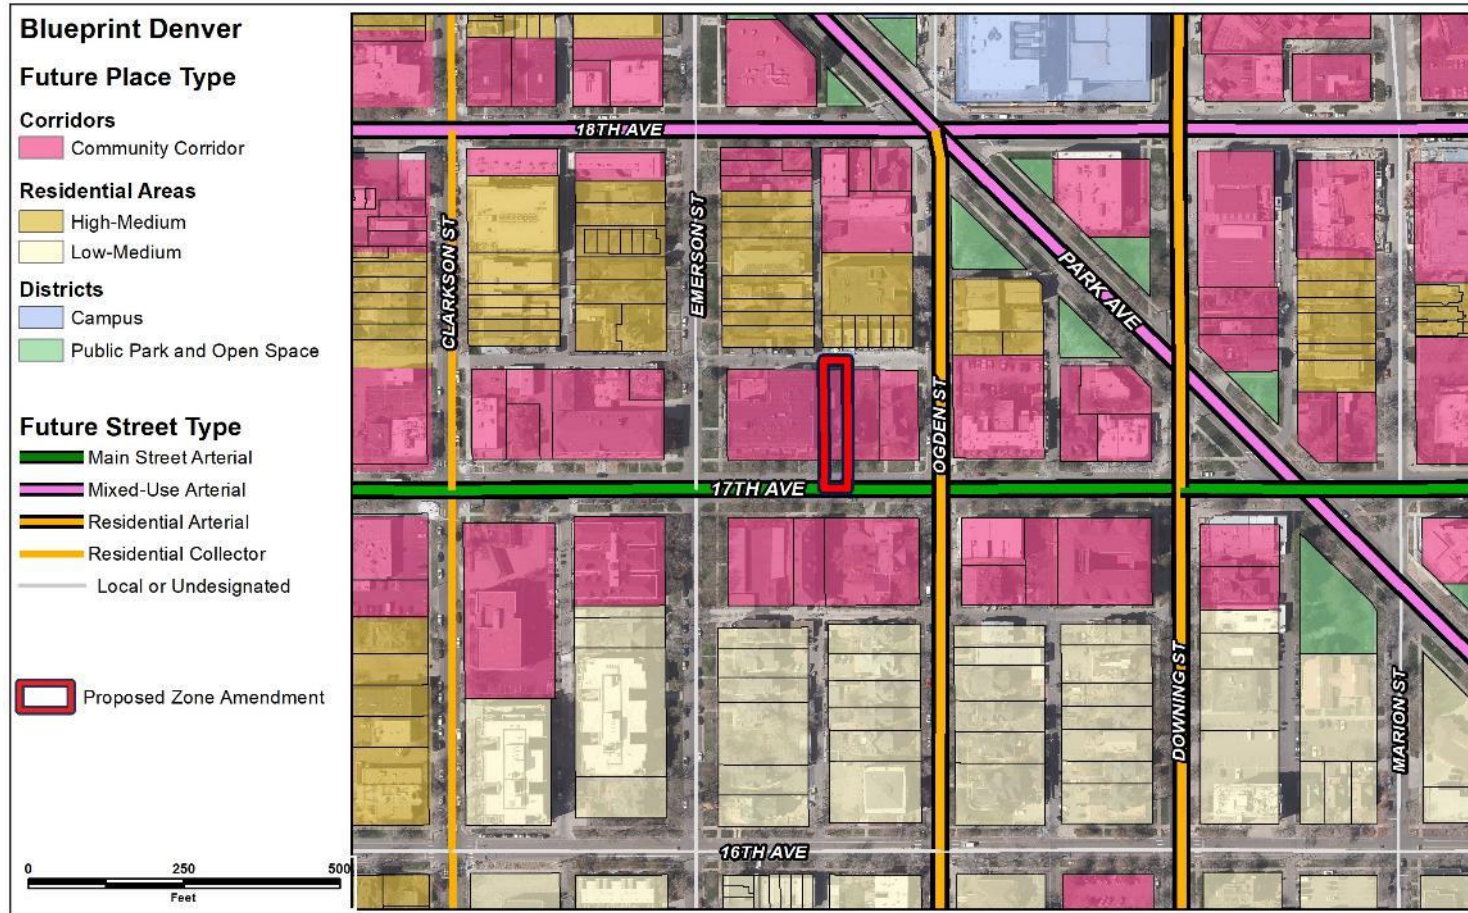 Blueprint Denver
Future Place Type
Corridors
Community Corridor
Residential Areas
High-Medium
Low-Medium
Districts
Campus
Public Park and Open Space
Future Street Type
Main Street Arterial
Mixed-Use Arterial
Residential Arterial
Residential Collector
Local or Undesignated
Proposed Zone Amendment
0 250 500
Feet
18TH AVE
CLARKSON ST
EMERSON ST
PARK AVE
OGDEN ST
17TH AVE
DOWNING ST
MARION ST
16TH AVE